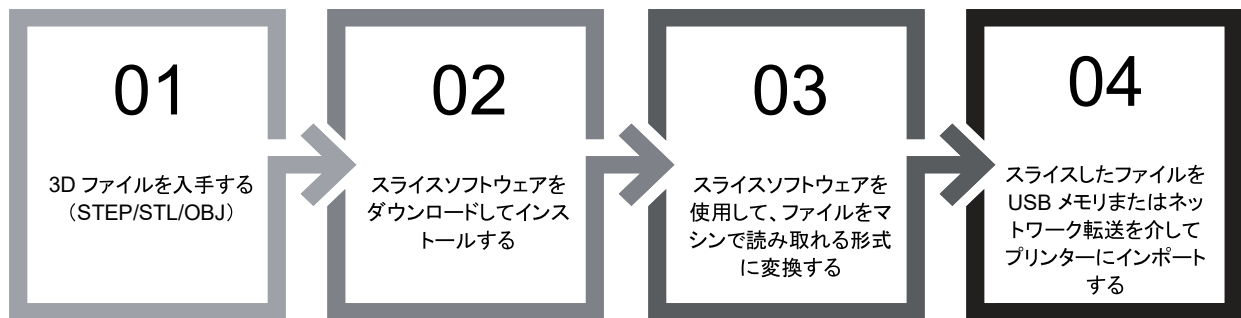 01
3D ファイルを入手する
（STEP/STL/OBJ）
02
スライスソフトウェアを
ダウンロードしてインス
トールする
03
スライスソフトウェアを
使用して、ファイルをマ
シンで読み取れる形式
に変換する
04
スライスしたファイルを
USB メモリまたはネッ
トワーク転送を介して
プリンターにインポート
する